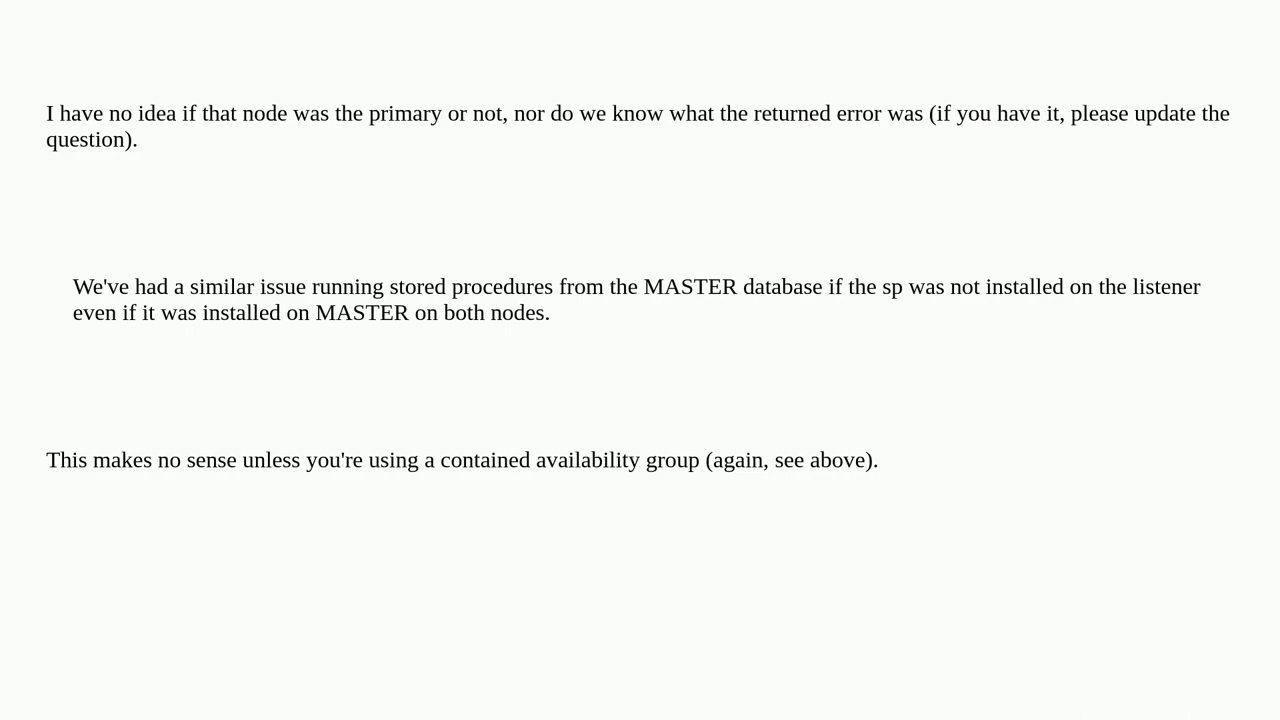 I have no idea if that node was the primary or not, nor do we know what the returned error was (if you have it, please update the
question).
We've had a similar issue running stored procedures from the MASTER database if the sp was not installed on the listener
even if it was installed on MASTER on both nodes.
This makes no sense unless you're using a contained availability group (again, see above).